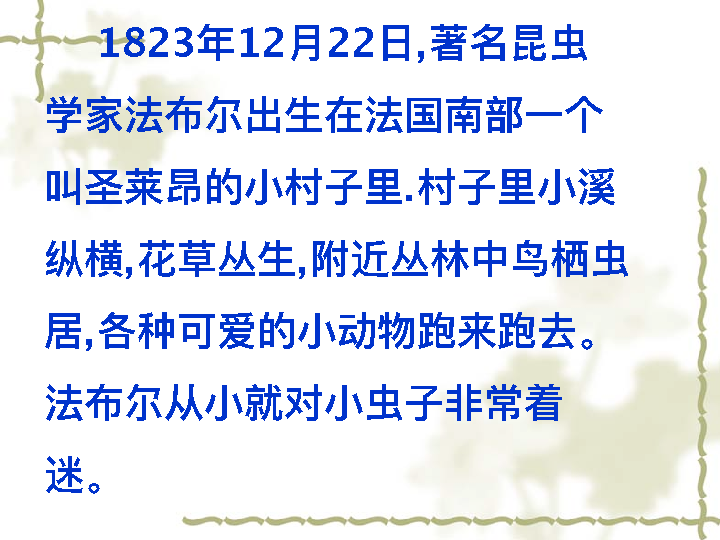 1823年12月22日,著名昆虫
学家法布尔出生在法国南部一个
叫圣莱昂的小村子里.村子里小溪
纵横,花草丛生,附近丛林中鸟栖虫
居,各种可爱的小动物跑来跑去。
法布尔从小就对小虫子非常着
迷。